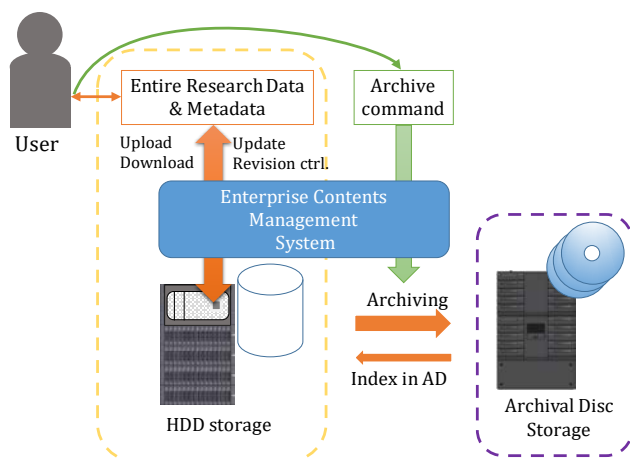 User
Entire Research Data
& Metadata
Archive
command
Upload
Download
Update
Revision ctrl.
Enterprise Contents
Management
System
Archiving
Index in AD
HDD storage
Archival Disc
Storage